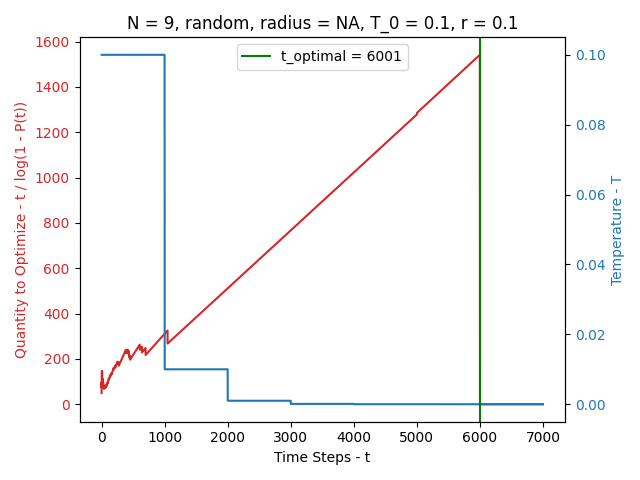 N = 9, random, radius = NA, T_0 = 0.1, r = 0.1
t_optimal = 6001
Quantity to Optimize - t / log(1 - P(t))
1600
1400
1200
1000
800
600
400
200
0
0.10
0.08
0.06
0.04
0.02
0.00
Temperature - T
0 1000 2000 3000 4000 5000 6000 7000
Time Steps - t